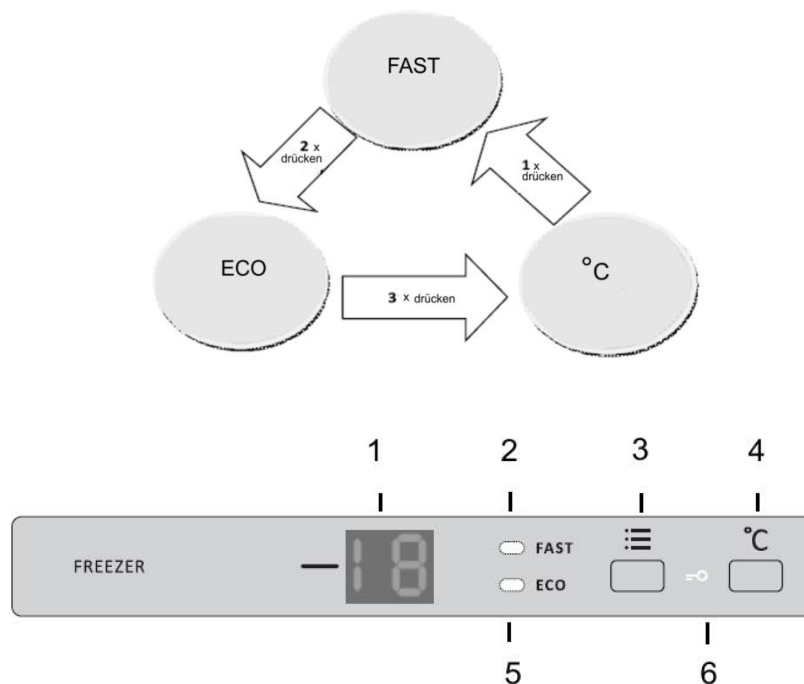 FAST
2 x
drücken
1 x
drücken
ECO
°C
3 x drücken
1 2 3 4
°C
FAST
FREEZER
18
ECO
5 6